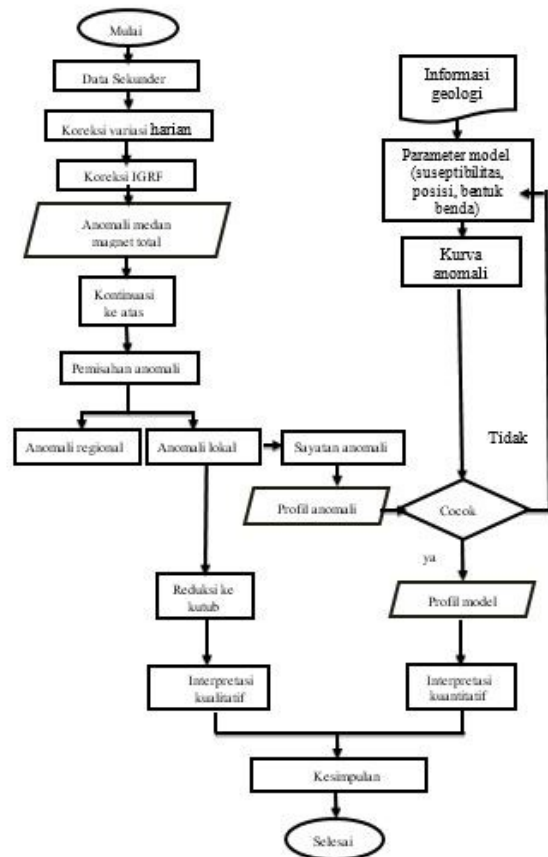 Mulai
Data Sekunder
Koreksi variasi harian
Koreksi IGRF
Anomali medan
magnet total
Kontinuasi
ke atas
Pemisahan anomali
Anomali regional
Anomali lokal
Sayatan anomali
Profil anomali
Reduksi ke
kutub
Interpretasi
kualitatif
Informasi
geologi
Parameter model
(suseptibilitas,
posisi, bentuk
benda)
Kurva
anomali
Tidak
Cocok
ya
Profil model
Interpretasi
kuantitatif
Kesimpulan
Selesai